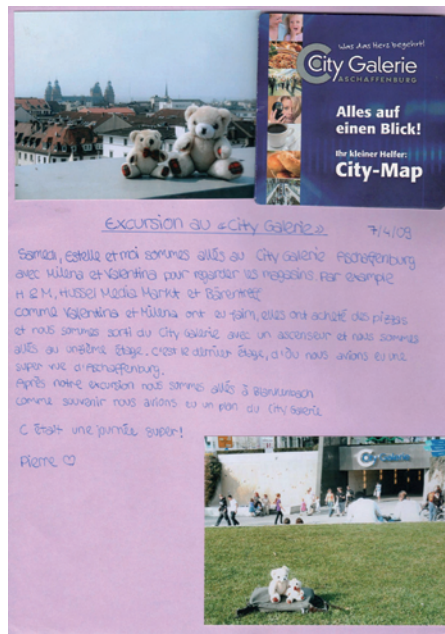 Was das Herz begehrt!
City Galerie
ASCHAFFENBURG
Alles auf
einen Blick!
Ihr kleiner Helfer:
City-Map
Excursion au «City Galerie»
7/4/09
Samedi, Estelle et moi sommes allés au City Galerie Aschaffenburg
avec Milena et Valentina pour regarder les magasins. Par example
H & M, Hussel Media Markt et Bärentreff
Comme Valentina et Milena ont eu faim, elles ont acheté des pizzas
et nous sommes sorti du City Galerie avec un ascenseur et nous sommes
allés au onzième étage. c'est le dernier étage, d'où nous avions eu une
super vue d'Aschaffenburg.
Après notre excursion nous sommes allés à Blankenbach
comme souvenir nous avions eu un plan du City Galerie
C était une journée super!
Pierre ♡
City Galerie